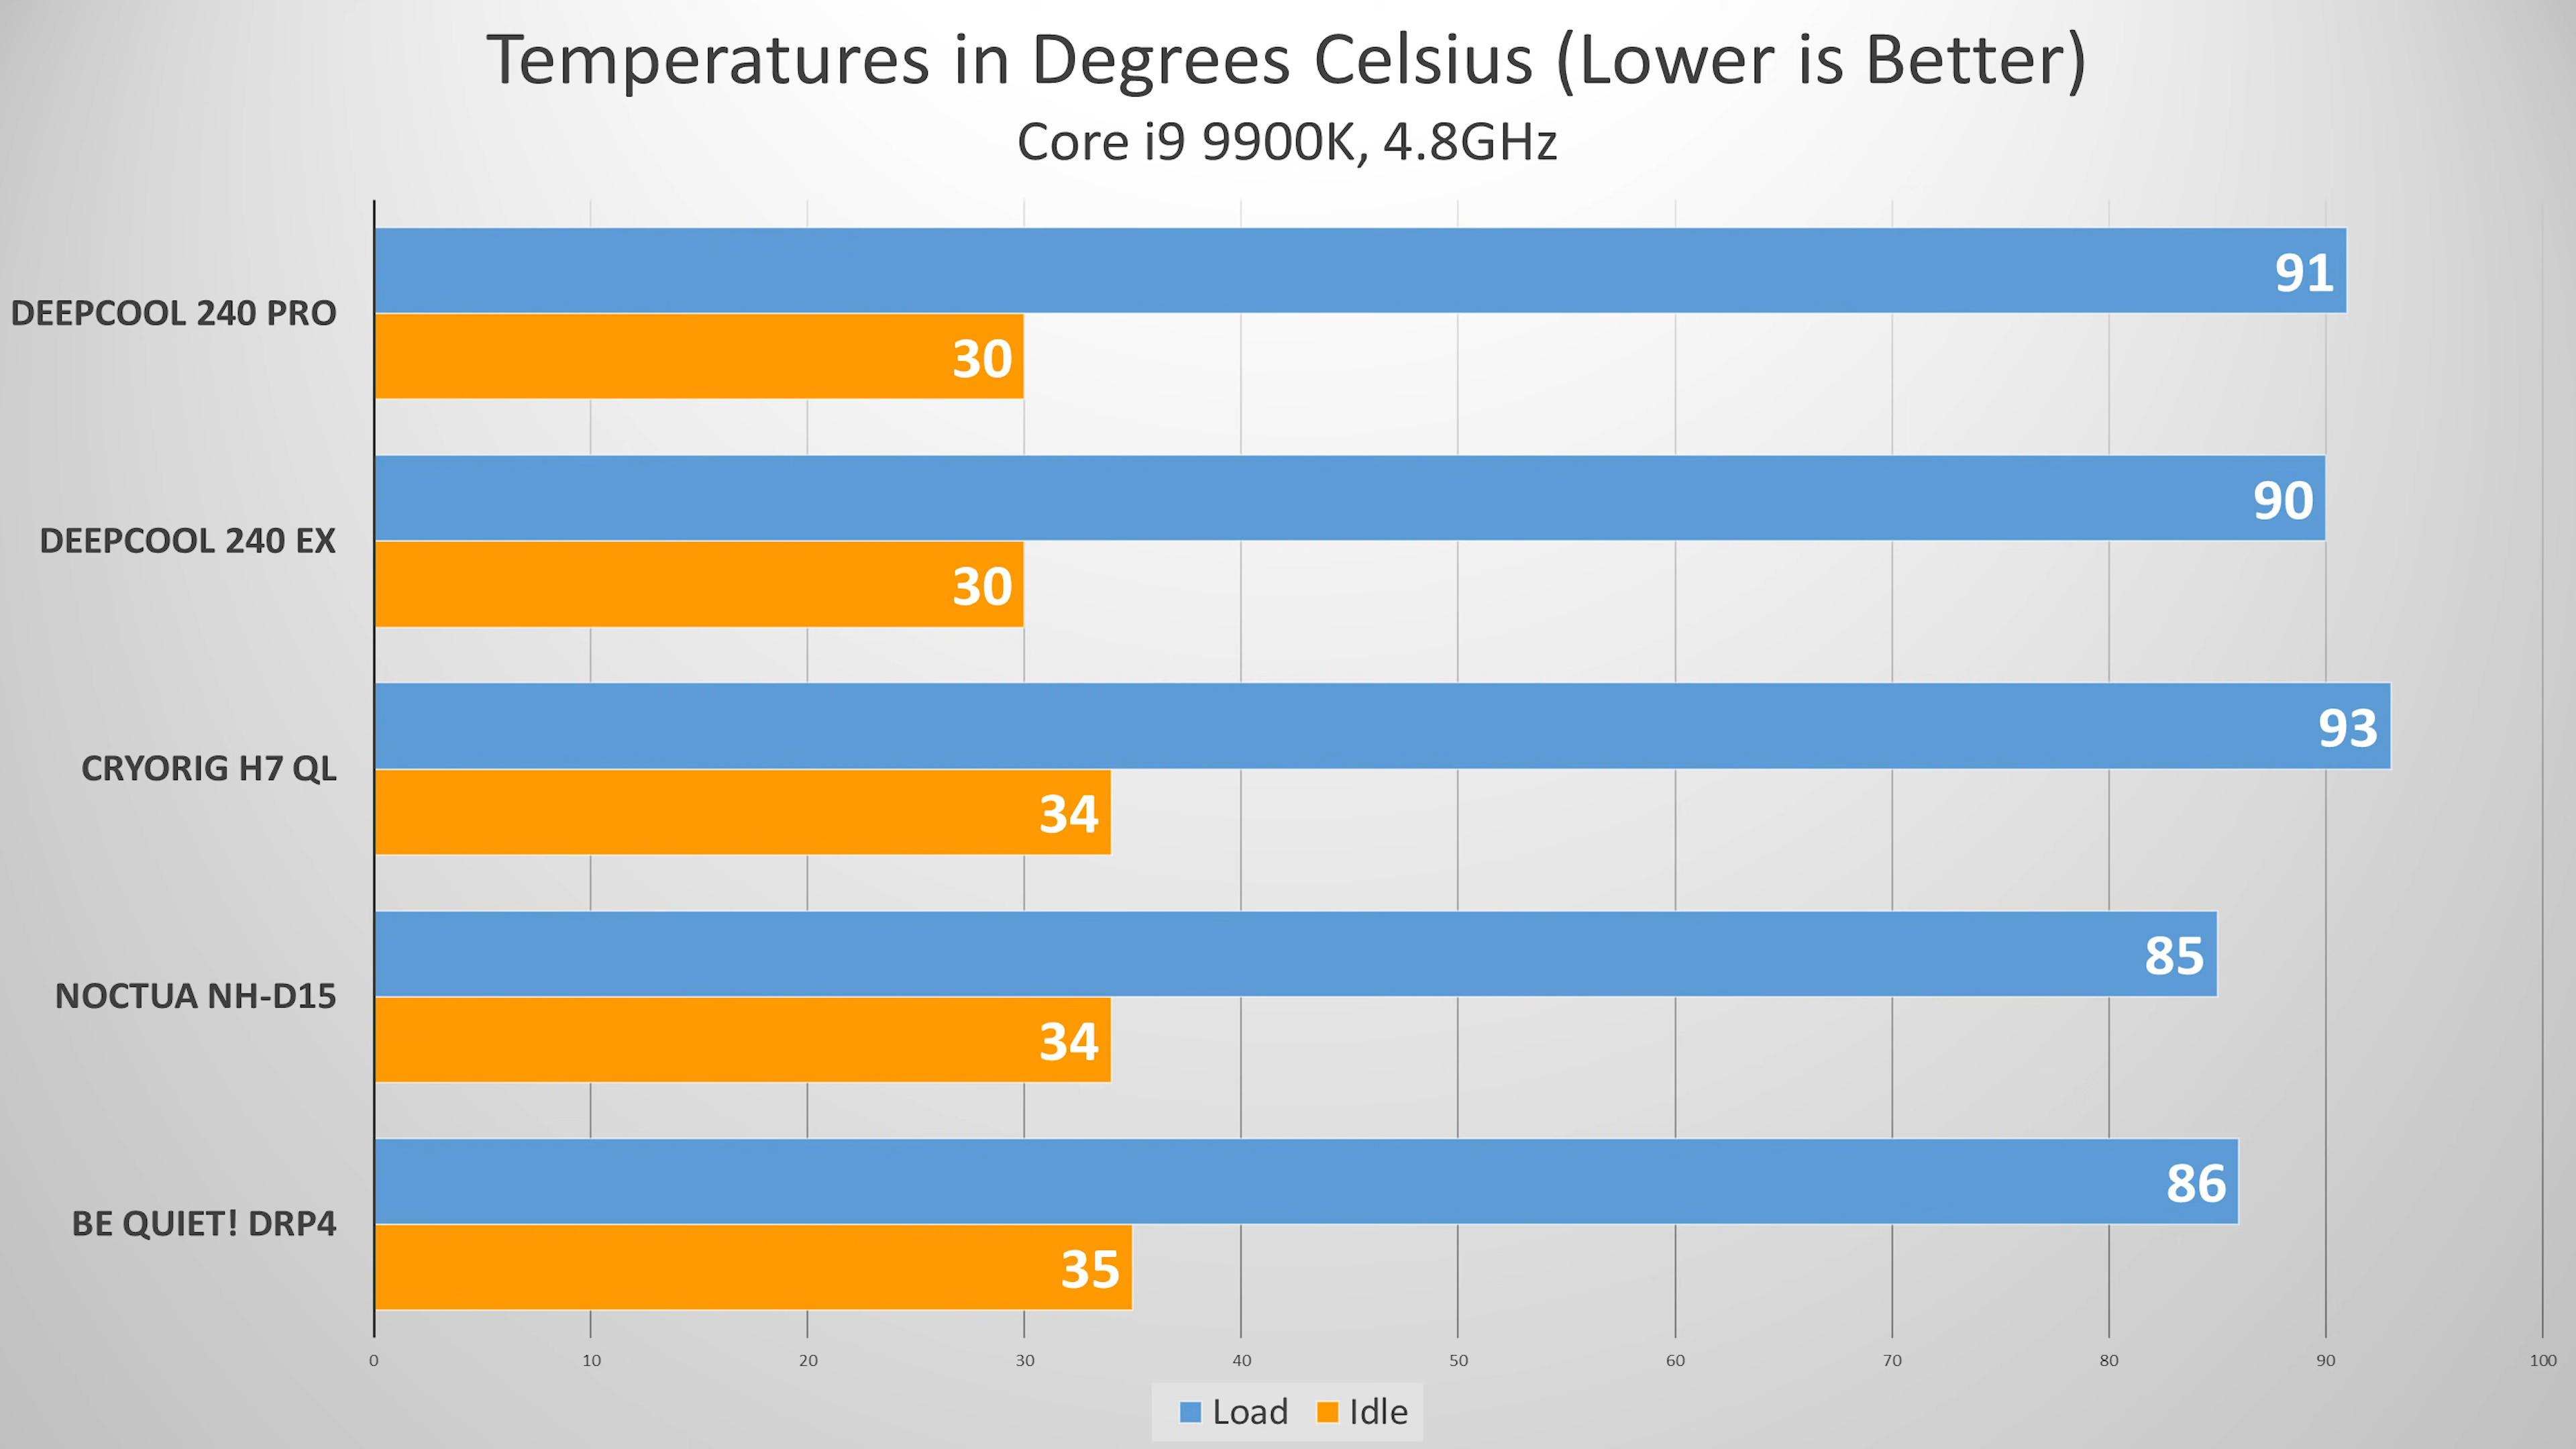 Temperatures in Degrees Celsius (Lower is Better)
Core i9 9900K, 4.8GHz
DEEPCOOL 240 PRO
91
30
DEEPCOOL 240 EX
90
30
CRYORIG H7 QL
93
34
NOCTUA NH-D15
85
34
BE QUIET! DRP4
86
35
0 10 20 30 40 50 60 70 80 90 100
Load Idle